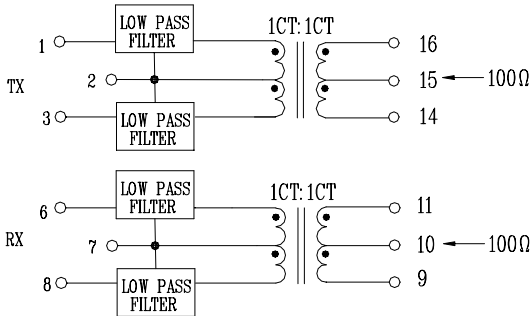 LOW PASS
FILTER
1CT: 1CT
1
16
2
15
100Ω
TX
3
14
LOW PASS
FILTER
LOW PASS
FILTER
1CT: 1CT
6
11
RX
7
10
100Ω
8
9
LOW PASS
FILTER